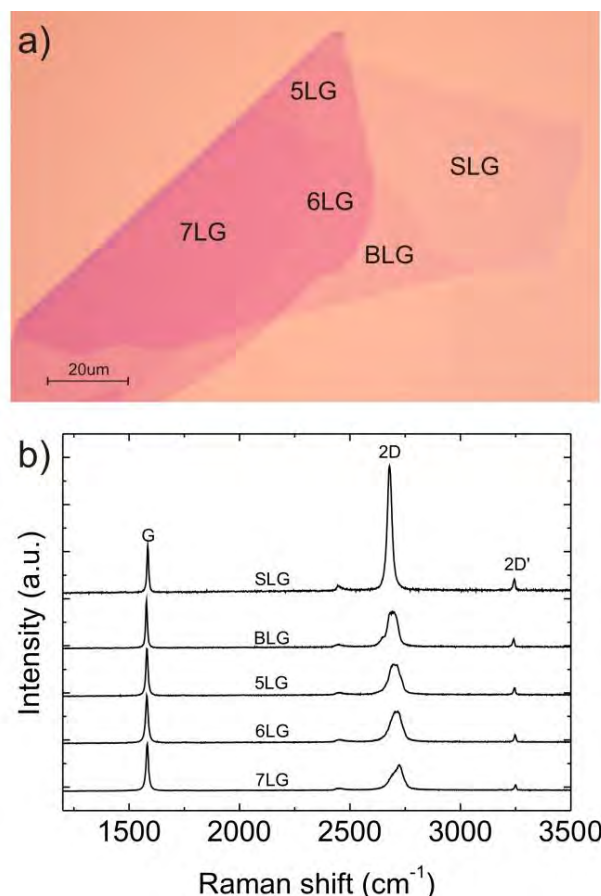 a)
5LG
SLG
6LG
7LG
BLG
20um
b)
2D
G
2D'
SLG
BLG
5LG
6LG
7LG
Intensity (a.u.)
1500 2000 2500 3000 3500
Raman shift (cm⁻¹)